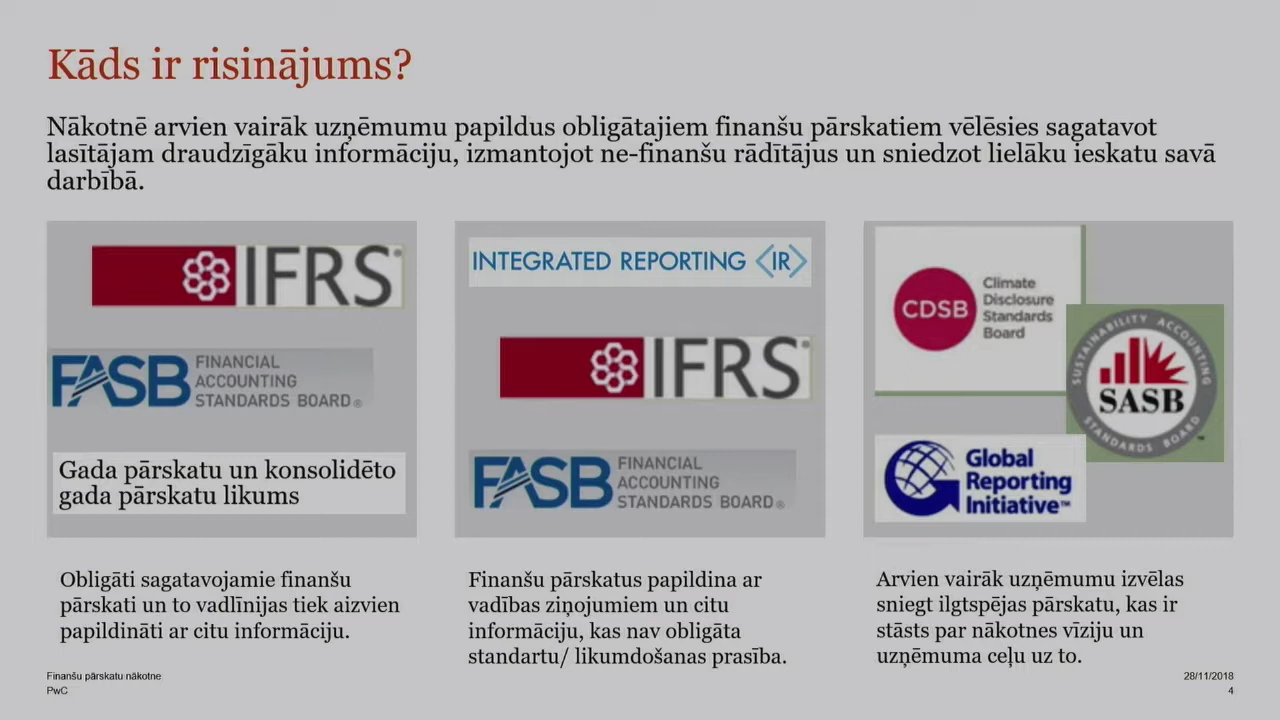 Kāds ir risinājums?
Nākotnē arvien vairāk uzņēmumu papildus obligātajiem finanšu pārskatiem vēlēsies sagatavot
lasītājam draudzīgāku informāciju, izmantojot ne-finanšu rādītājus un sniedzot lielāku ieskatu savā
darbībā.
IFRS®
FASB FINANCIAL
ACCOUNTING
STANDARDS BOARD®
Gada pārskatu un konsolidēto
gada pārskatu likums
Obligāti sagatavojamie finanšu
pārskati un to vadlīnijas tiek aizvien
papildināti ar citu informāciju.
INTEGRATED REPORTING <IR>
IFRS®
FASB FINANCIAL
ACCOUNTING
STANDARDS BOARD®
Finanšu pārskatus papildina ar
vadības ziņojumiem un citu
informāciju, kas nav obligāta
standartu/ likumdošanas prasība.
CDSB
Climate
Disclosure
Standards
Board
SUSTAINABILITY ACCOUNTING
SASB
STANDARDS BOARD™
Global
Reporting
Initiative™
Arvien vairāk uzņēmumu izvēlas
sniegt ilgtspējas pārskatu, kas ir
stāsts par nākotnes vīziju un
uzņēmuma ceļu uz to.
Finanšu pārskatu nākotne
PwC
28/11/2018
4